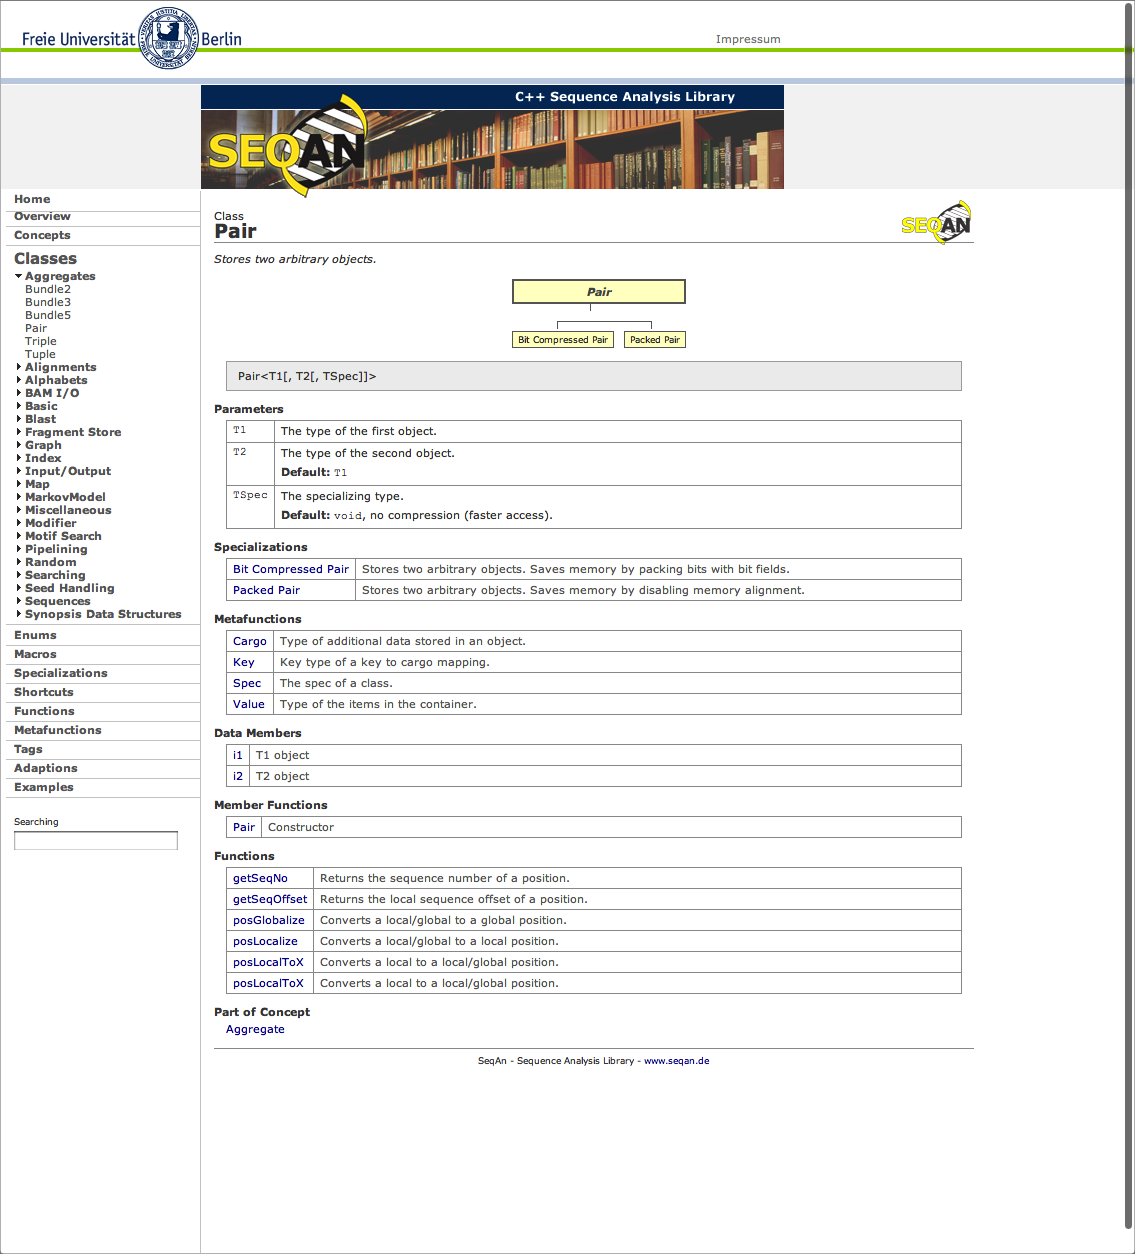 Freie Universität Berlin
Impressum
C++ Sequence Analysis Library
SEQAN
Home
Overview
Concepts
Classes
Aggregates
Bundle2
Bundle3
Bundle5
Pair
Triple
Tuple
Alignments
Alphabets
BAM I/O
Basic
Blast
Fragment Store
Graph
Index
Input/Output
Map
MarkovModel
Miscellaneous
Modifier
Motif Search
Pipelining
Random
Searching
Seed Handling
Sequences
Synopsis Data Structures
Enums
Macros
Specializations
Shortcuts
Functions
Metafunctions
Tags
Adaptions
Examples
Searching
Class
Pair
SEQAN
Stores two arbitrary objects.
Pair
Bit Compressed Pair Packed Pair
Pair<T1[, T2[, TSpec]]>
Parameters
T1 The type of the first object.
T2 The type of the second object.
Default: T1
TSpec The specializing type.
Default: void, no compression (faster access).
Specializations
Bit Compressed Pair Stores two arbitrary objects. Saves memory by packing bits with bit fields.
Packed Pair Stores two arbitrary objects. Saves memory by disabling memory alignment.
Metafunctions
Cargo Type of additional data stored in an object.
Key Key type of a key to cargo mapping.
Spec The spec of a class.
Value Type of the items in the container.
Data Members
i1 T1 object
i2 T2 object
Member Functions
Pair Constructor
Functions
getSeqNo Returns the sequence number of a position.
getSeqOffset Returns the local sequence offset of a position.
posGlobalize Converts a local/global to a global position.
posLocalize Converts a local/global to a local position.
posLocalToX Converts a local to a local/global position.
posLocalToX Converts a local to a local/global position.
Part of Concept
Aggregate
SeqAn - Sequence Analysis Library - www.seqan.de